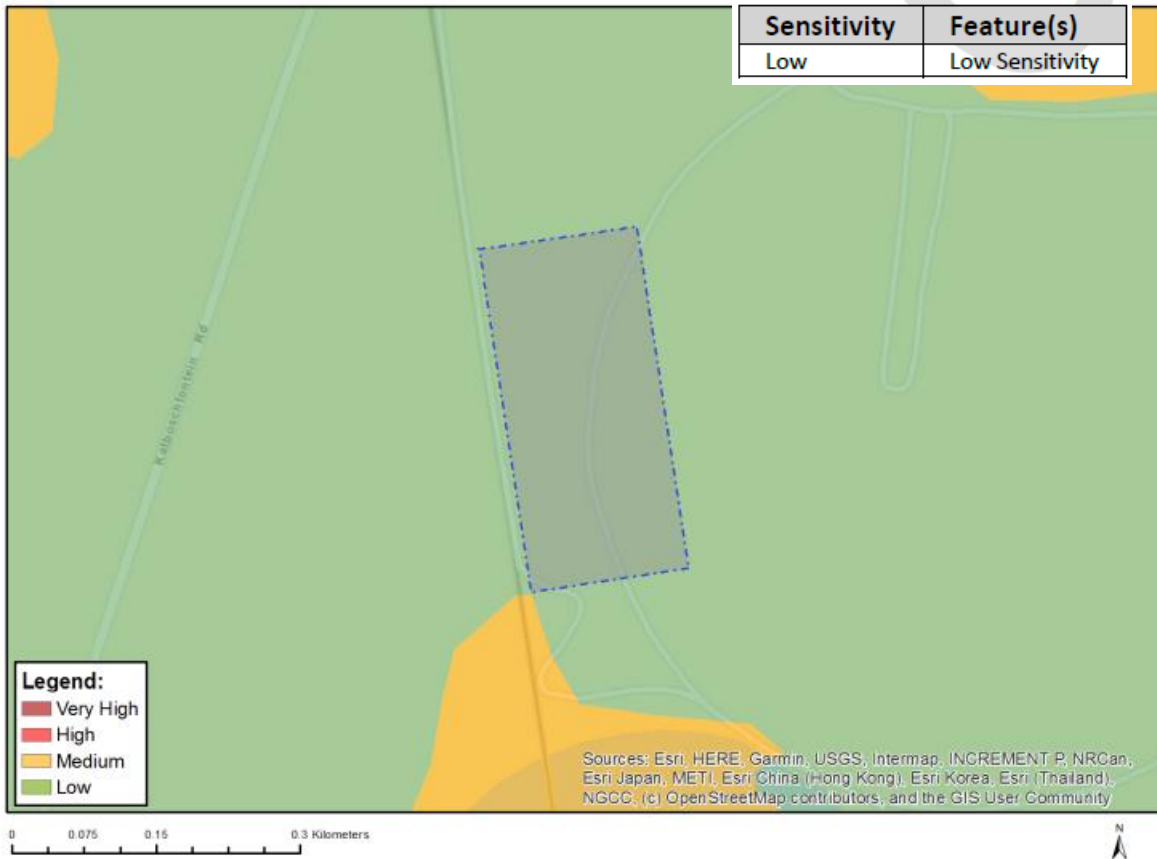 Sensitivity Feature(s)
Low Low Sensitivity
Kalboschfontein Rd
Legend:
Very High
High
Medium
Low
Sources: Esri, HERE, Garmin, USGS, Intermap, INCREMENT P, NRCan,
Esri Japan, METI, Esri China (Hong Kong), Esri Korea, Esri (Thailand),
NGCC, (c) OpenStreetMap contributors, and the GIS User Community
0 0.075 0.15 0.3 Kilometers
N